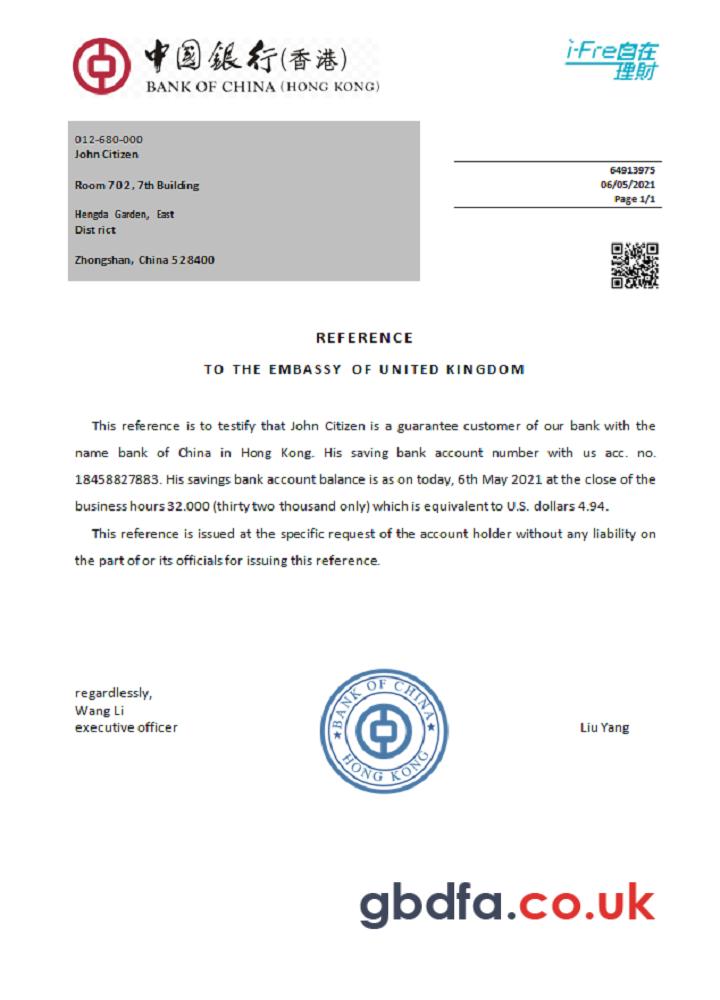 中國銀行(香港)
BANK OF CHINA (HONG KONG)
i-Fre自在
理財
012-680-000
John Citizen
Room 702, 7th Building
Hengda Garden, East
District
Zhongshan, China 528400
64913975
06/05/2021
Page 1/1
REFERENCE
TO THE EMBASSY OF UNITED KINGDOM
This reference is to testify that John Citizen is a guarantee customer of our bank with the
name bank of China in Hong Kong. His saving bank account number with us acc. no.
18458827883. His savings bank account balance is as on today, 6th May 2021 at the close of the
business hours 32.000 (thirty two thousand only) which is equivalent to U.S. dollars 4.94.
This reference is issued at the specific request of the account holder without any liability on
the part of or its officials for issuing this reference.
regardlessly,
Wang Li
executive officer
BANK OF CHINA
HONG KONG
Liu Yang
gbdfa.co.uk